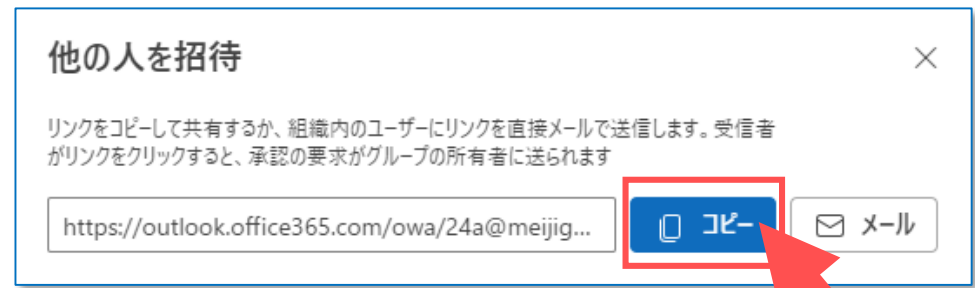 他の人を招待
リンクをコピーして共有するか、組織内のユーザーにリンクを直接メールで送信します。受信者
がリンクをクリックすると、承認の要求がグループの所有者に送られます
https://outlook.office365.com/owa/24a@meijig... コピー メール